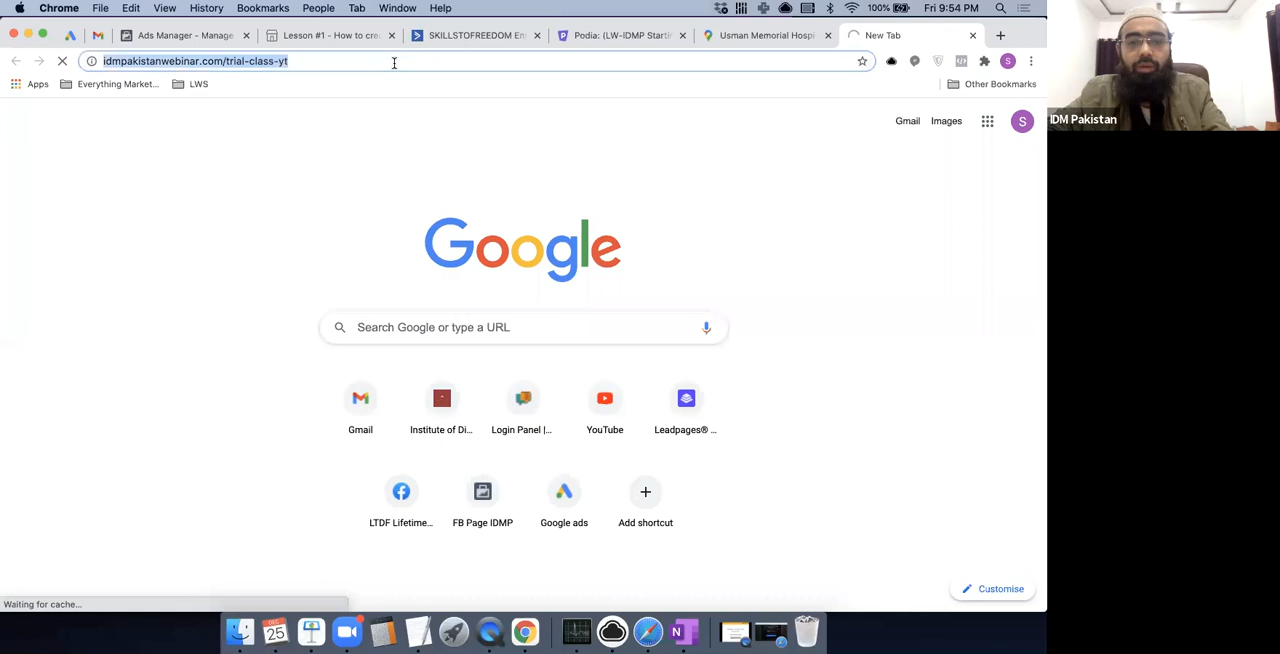 Chrome File Edit View History Bookmarks People Tab Window Help 100% Fri 9:54 PM
Ads Manager - Manage
Lesson #1 - How to cre
SKILLSTOFREEDOM En
Podia: (LW-IDMP Startin
Usman Memorial Hospi
New Tab
idmpakistanwebinar.com/trial-class-yt
S
Apps Everything Market... LWS Other Bookmarks
Gmail Images S
IDM Pakistan
Google
Search Google or type a URL
Gmail Institute of Di... Login Panel |... YouTube Leadpages® ...
LTDF Lifetime... FB Page IDMP Google ads Add shortcut
Customise
Waiting for cache...
DEC
25
N